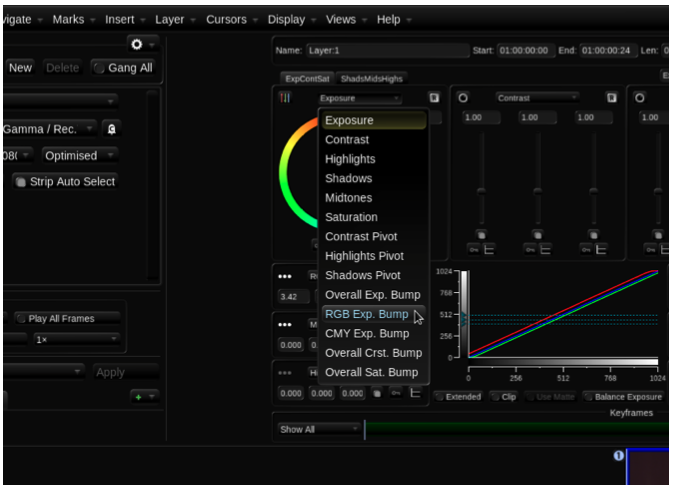 vigate Marks Insert Layer Cursors Display Views Help
Name: Layer:1 Start: 01:00:00:00 End: 01:00:00:24 Len: 0
New Delete Gang All
ExpContSat ShadsMidsHighs
Exposure Contrast
1.00 1.00 1.00 1.00
Gamma / Rec.
Optimised
Strip Auto Select
Exposure
Contrast
Highlights
Shadows
Midtones
Saturation
Contrast Pivot
Highlights Pivot
Shadows Pivot
Overall Exp. Bump
RGB Exp. Bump
CMY Exp. Bump
Overall Crst. Bump
Overall Sat. Bump
3.42
0.000
0.000 0.000 0.000
1024
768
512
256
0
0 256 512 768 1024
Play All Frames
1×
Apply
Extended Clip Use Matte Balance Exposure
Keyframes
Show All
1